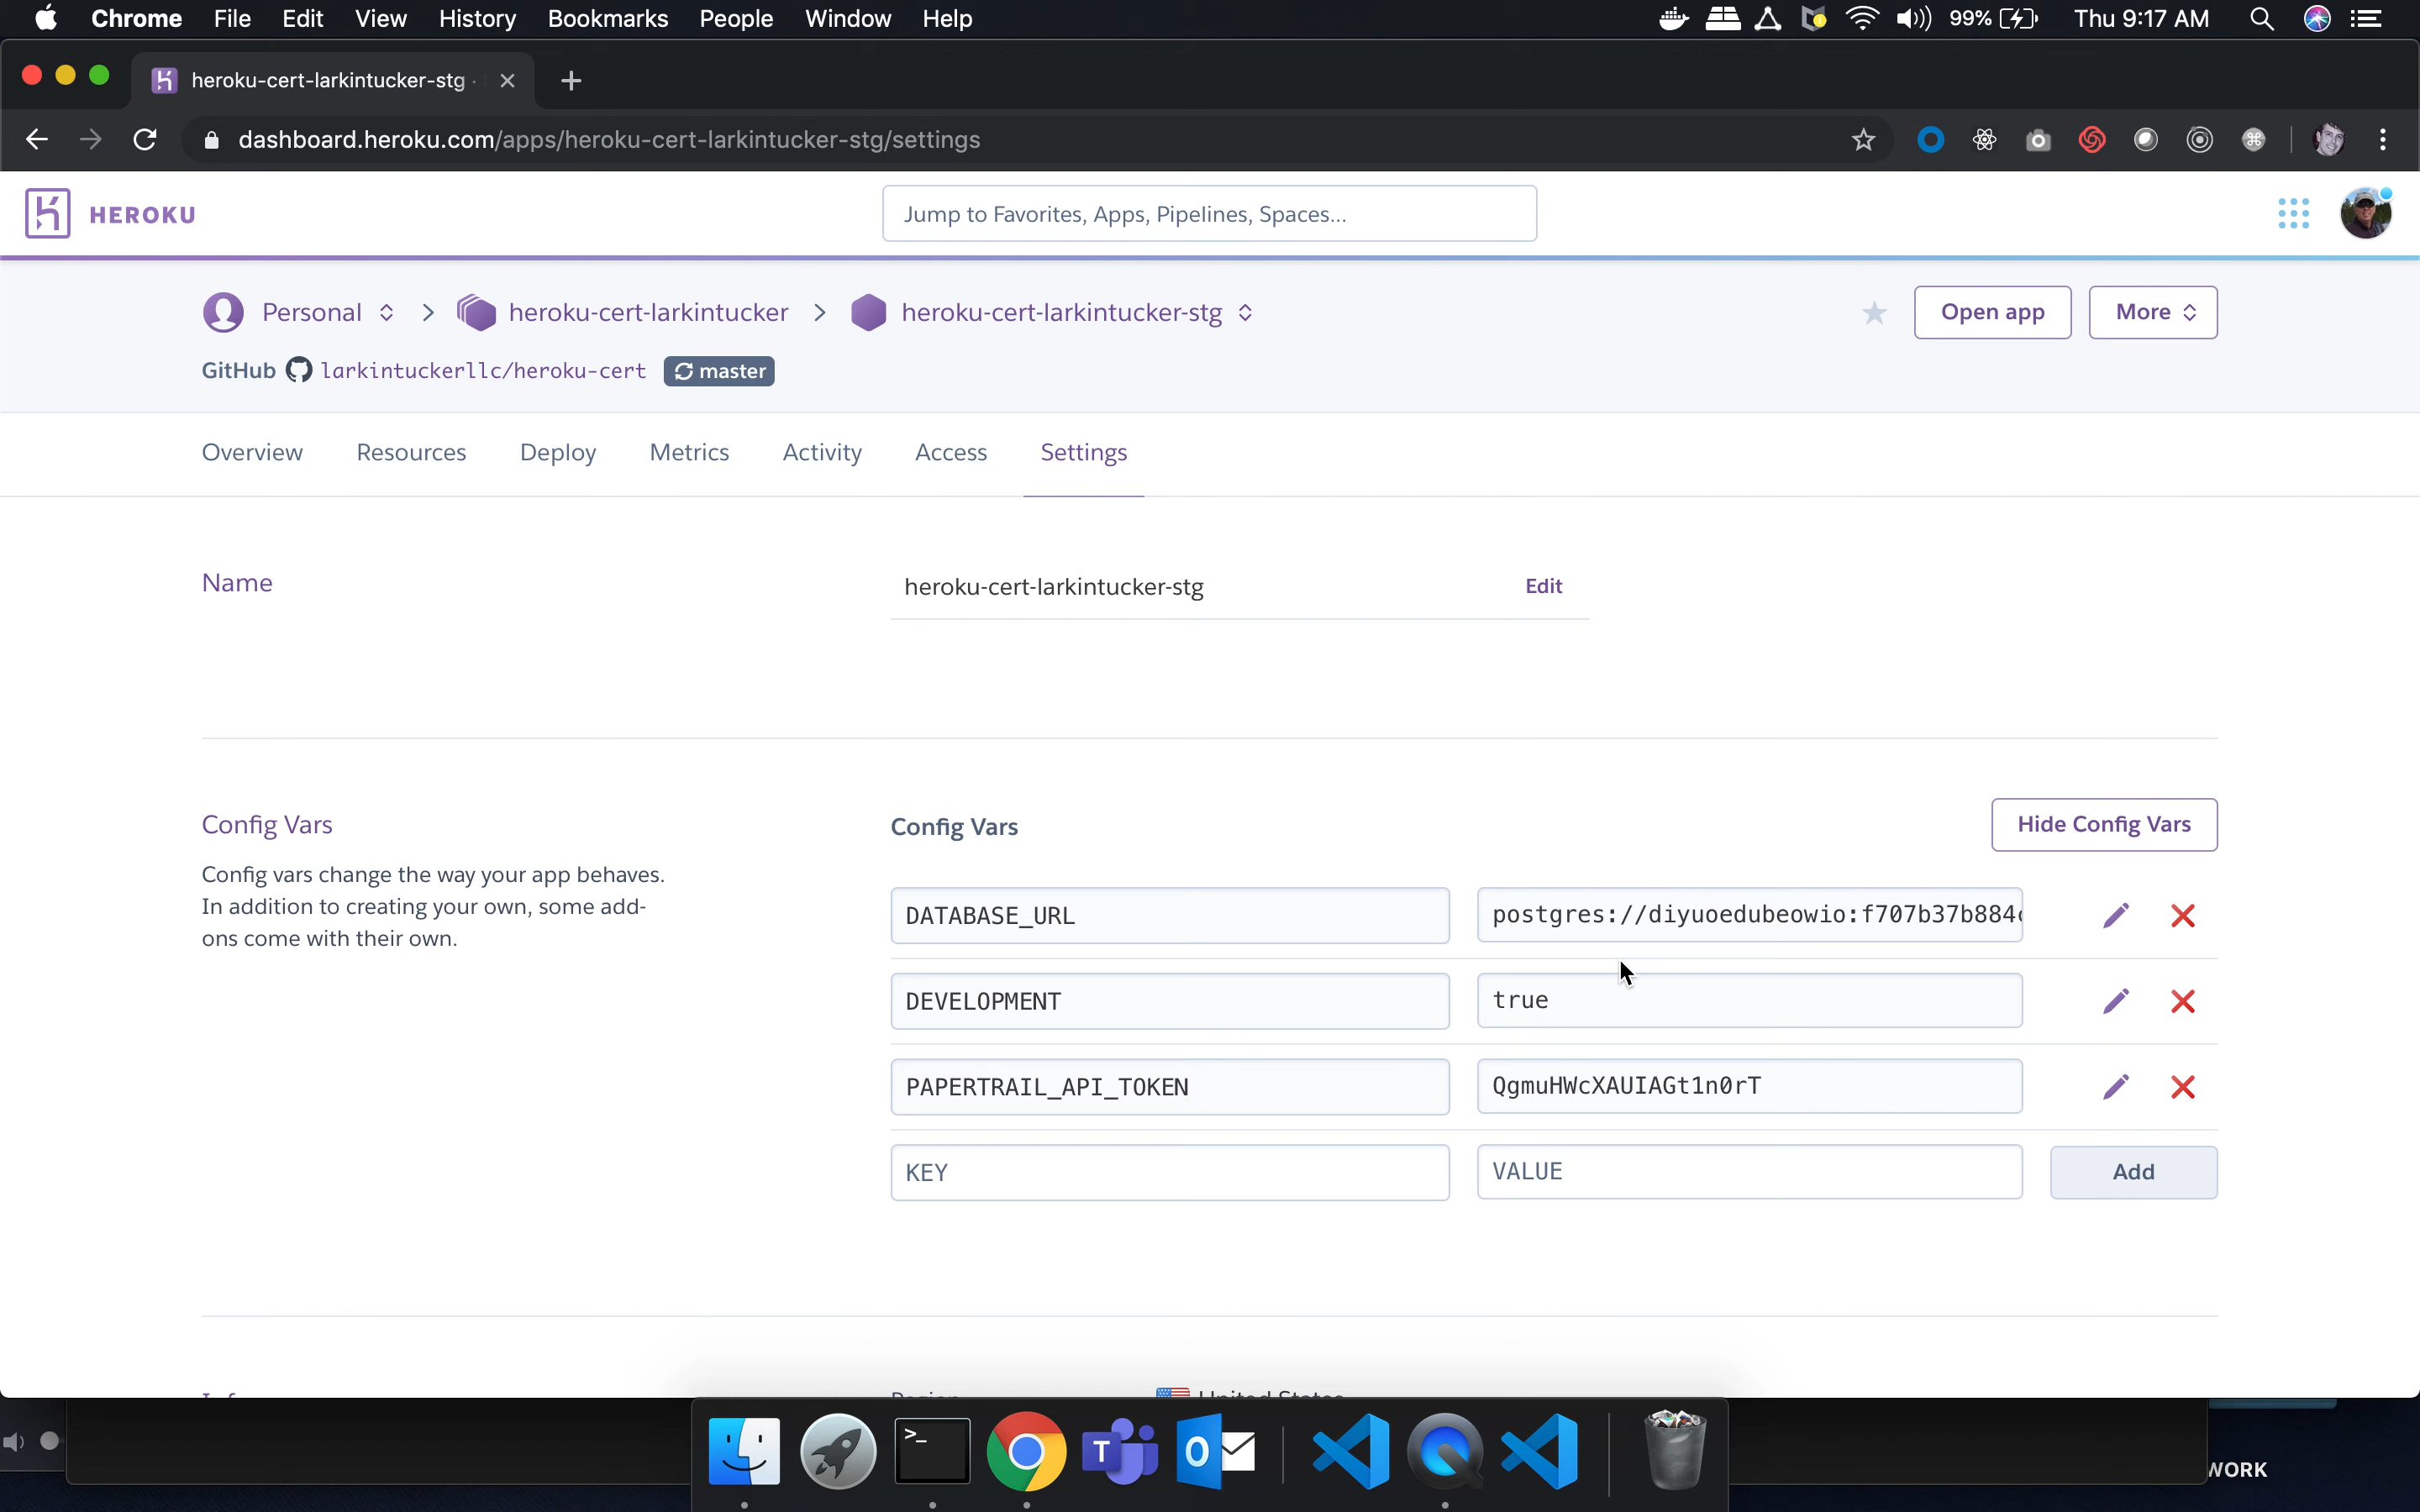 Chrome File Edit View History Bookmarks People Window Help 99% Thu 9:17 AM
heroku-cert-larkintucker-stg ·
dashboard.heroku.com/apps/heroku-cert-larkintucker-stg/settings
HEROKU
Jump to Favorites, Apps, Pipelines, Spaces...
Personal > heroku-cert-larkintucker > heroku-cert-larkintucker-stg
Open app
More
GitHub larkintuckerllc/heroku-cert master
Overview Resources Deploy Metrics Activity Access Settings
Name
heroku-cert-larkintucker-stg
Edit
Config Vars
Config vars change the way your app behaves.
In addition to creating your own, some add-
ons come with their own.
Config Vars
Hide Config Vars
DATABASE_URL postgres://diyuoedubeowio:f707b37b884
DEVELOPMENT true
PAPERTRAIL_API_TOKEN QgmuHWcXAUIAGt1n0rT
KEY VALUE Add
Region United States
WORK